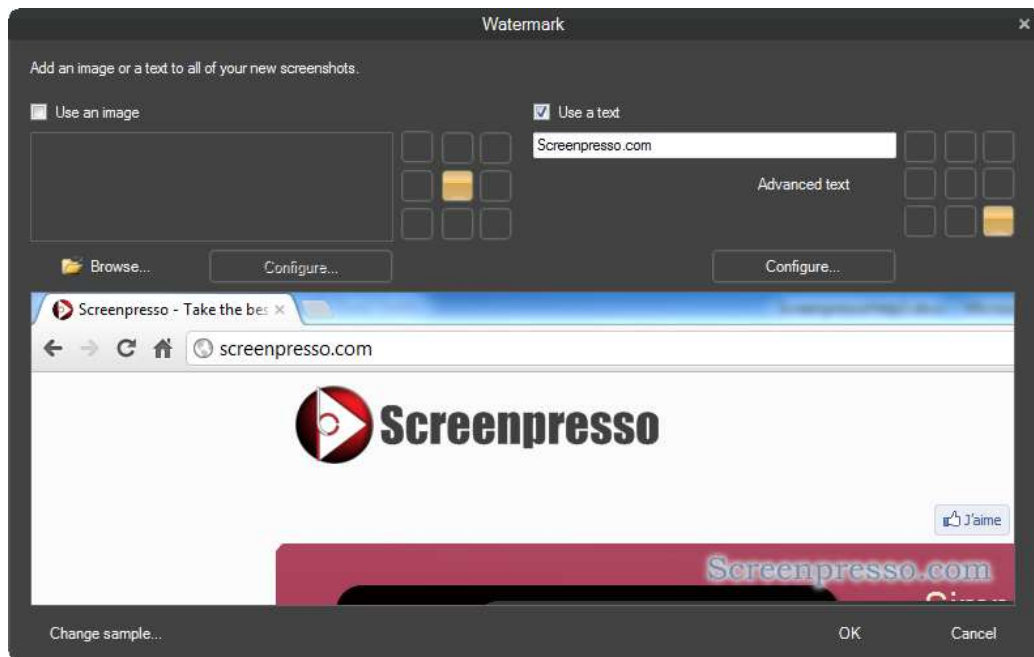 Watermark
Add an image or a text to all of your new screenshots.
Use an image
Use a text
Screenpresso.com
Advanced text
Browse...
Configure...
Configure...
Screenpresso - Take the bes
screenpresso.com
Screenpresso
J'aime
Screenpresso.com
Change sample...
OK
Cancel